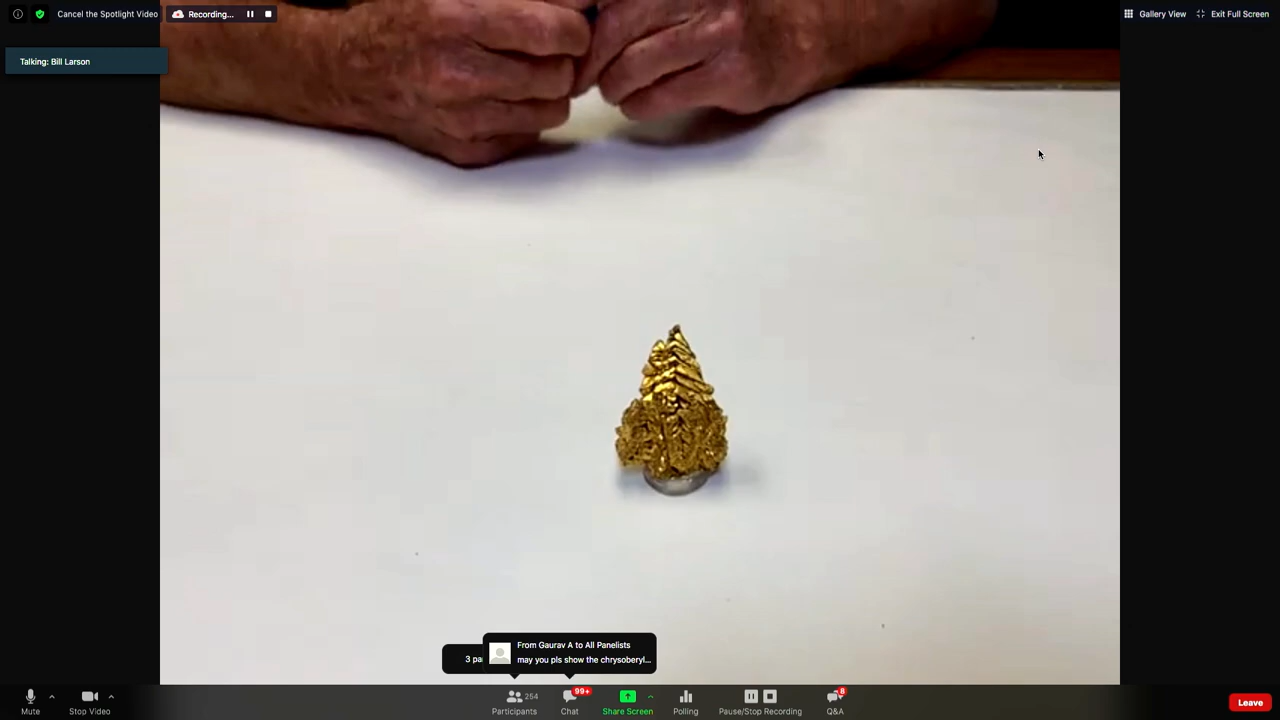 Cancel the Spotlight Video
Recording...
Gallery View
Exit Full Screen
Talking: Bill Larson
From Gaurav A to All Panelists
3 pa
may you pls show the chrysoberyl...
99+
8
254
Mute
Stop Video
Participants
Chat
Share Screen
Polling
Pause/Stop Recording
Q&A
Leave